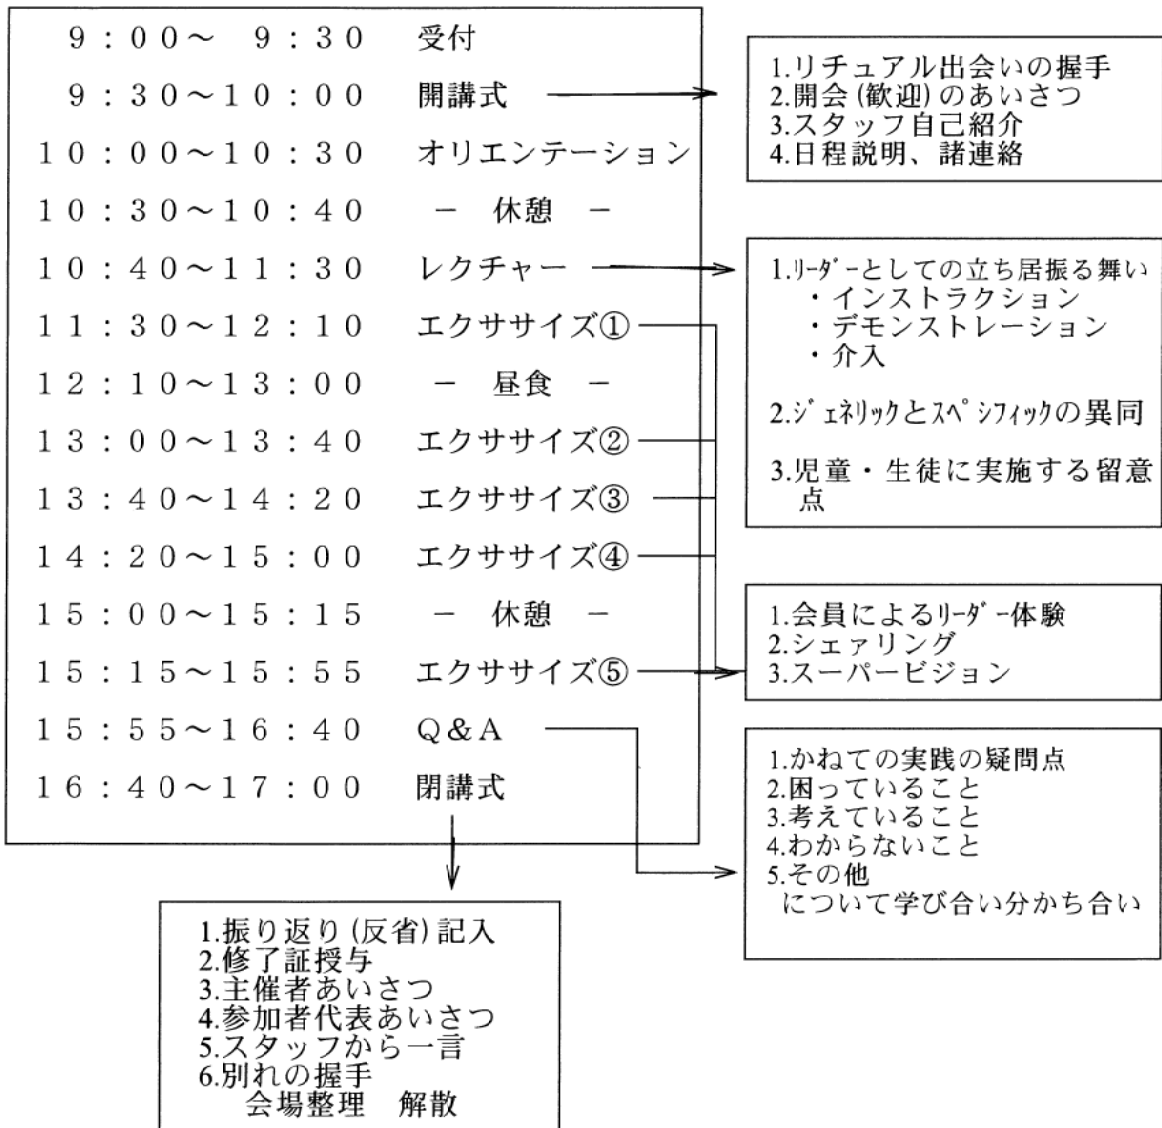 9:00～ 9:30 受付
9:30～10:00 開講式
10:00～10:30 オリエンテーション
10:30～10:40 － 休憩 －
10:40～11:30 レクチャー
11:30～12:10 エクササイズ①
12:10～13:00 － 昼食 －
13:00～13:40 エクササイズ②
13:40～14:20 エクササイズ③
14:20～15:00 エクササイズ④
15:00～15:15 － 休憩 －
15:15～15:55 エクササイズ⑤
15:55～16:40 Q＆A
16:40～17:00 閉講式
1.リチュアル出会いの握手
2.開会(歓迎)のあいさつ
3.スタッフ自己紹介
4.日程説明、諸連絡
1.ﾘｰﾀﾞｰとしての立ち居振る舞い
・インストラクション
・デモンストレーション
・介入
2.ｼﾞｪﾈﾘｯｸとｽﾍﾟｼﾌｨｯｸの異同
3.児童・生徒に実施する留意
点
1.会員によるﾘｰﾀﾞｰ体験
2.シェァリング
3.スーパービジョン
1.かねての実践の疑問点
2.困っていること
3.考えていること
4.わからないこと
5.その他
について学び合い分かち合い
1.振り返り(反省)記入
2.修了証授与
3.主催者あいさつ
4.参加者代表あいさつ
5.スタッフから一言
6.別れの握手
会場整理 解散